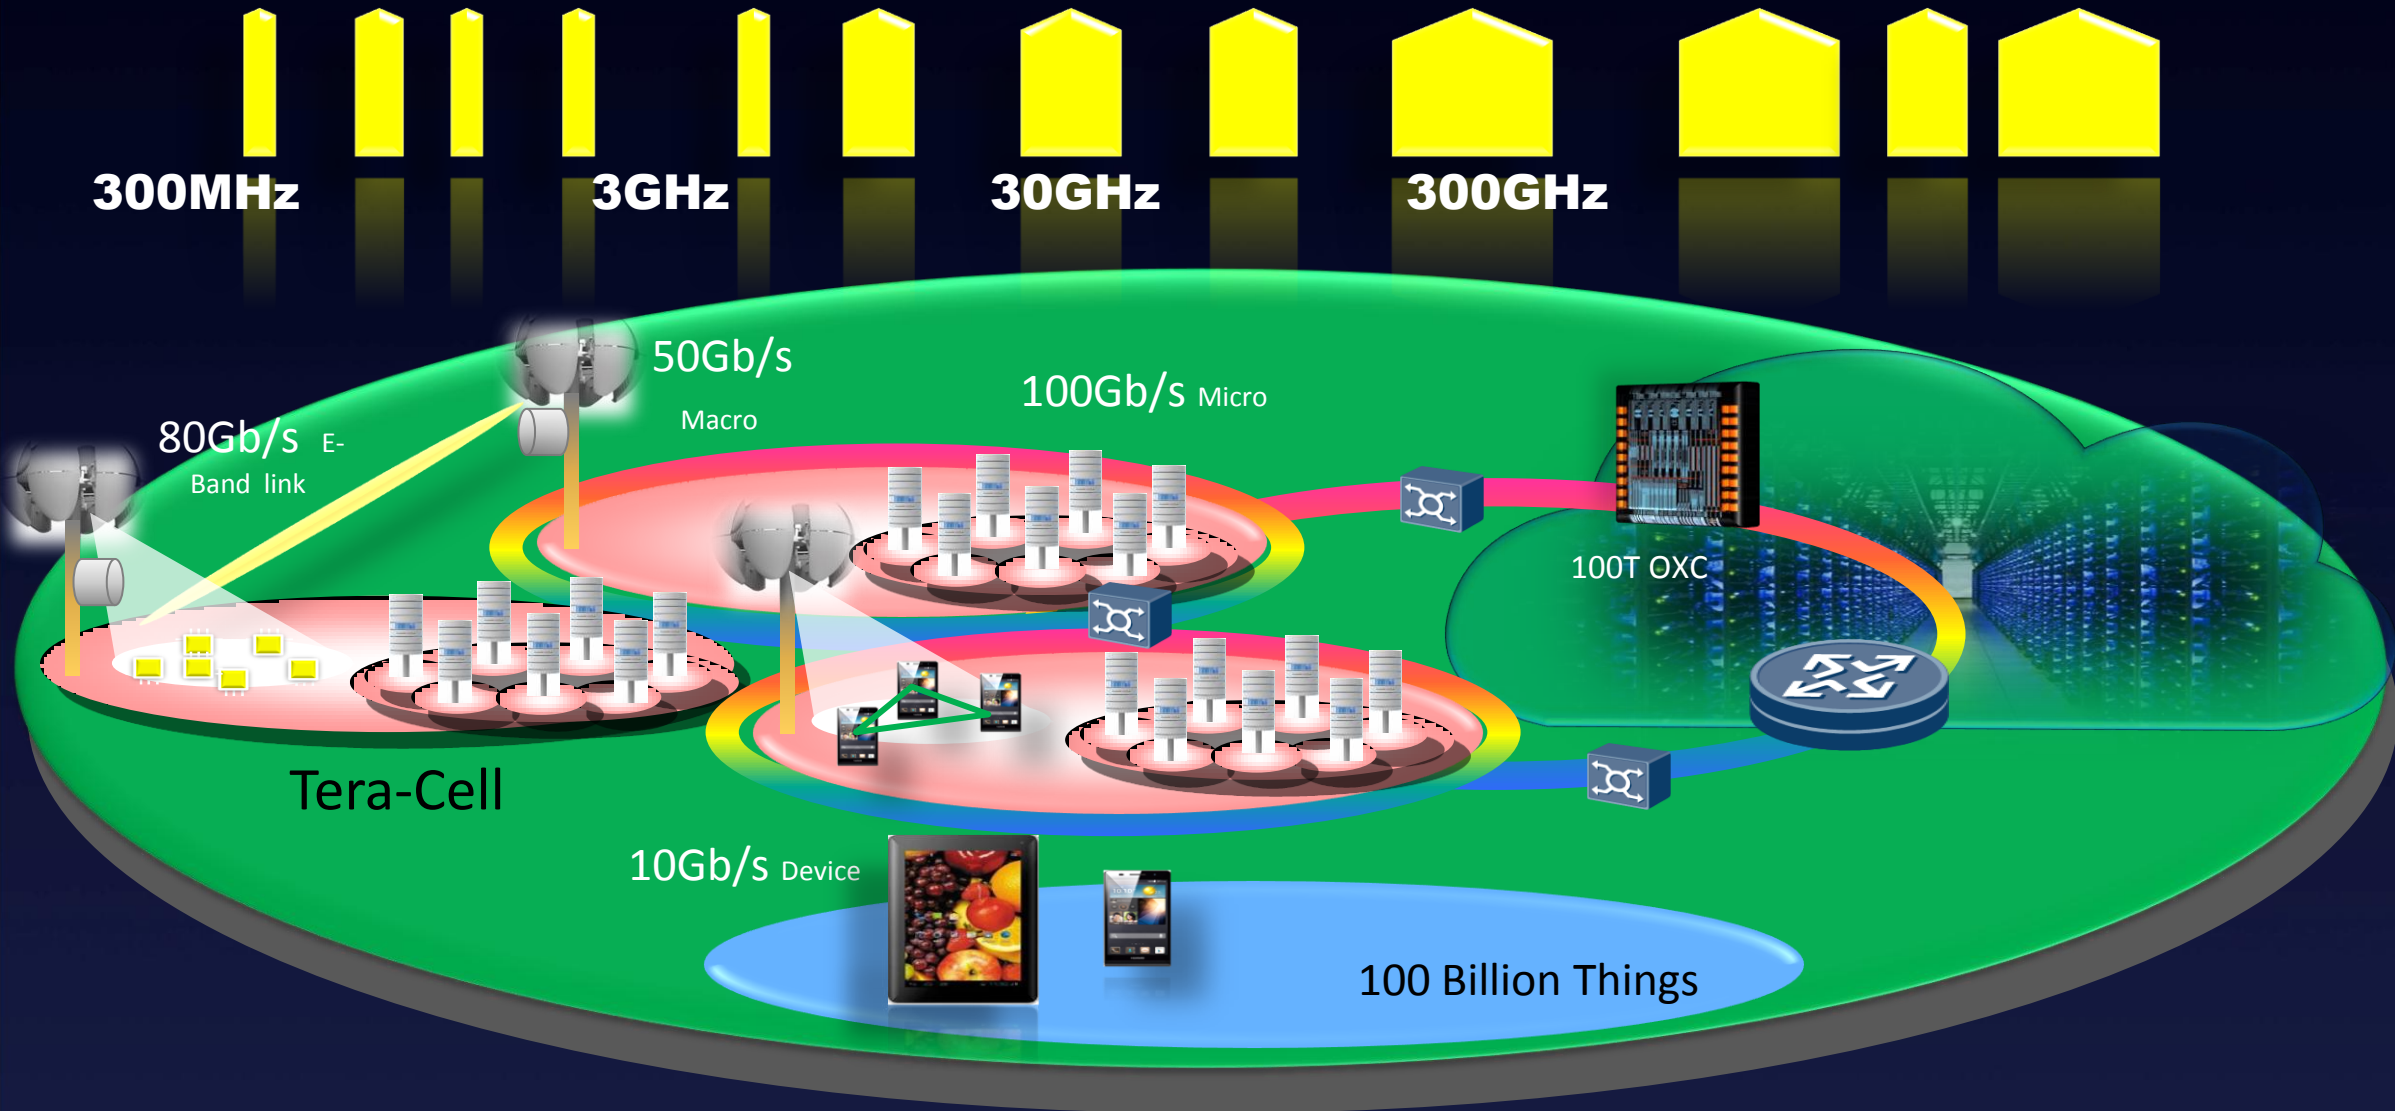 300MHz 3GHz 30GHz 300GHz
50Gb/s
Macro
100Gb/s Micro
80Gb/s E-
Band link
100T OXC
Tera-Cell
10Gb/s Device
100 Billion Things